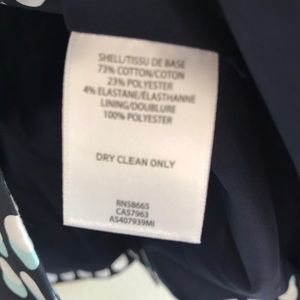 SHELL/TISSU DE BASE
73% COTTON/COTON
23% POLYESTER
4% ELASTANE/ÉLASTHANNE
LINING/DOUBLURE
100% POLYESTER
DRY CLEAN ONLY
RN58665
CA57963
AS407939MI